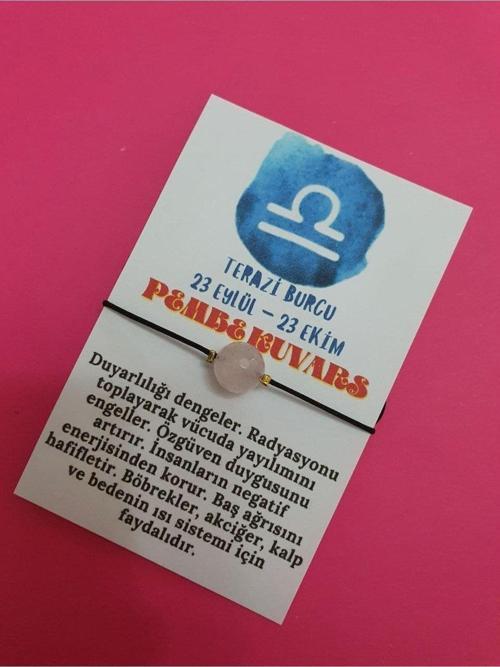 TERAZİ BURCU
23 EYLÜL – 23 EKİM
PEMBE KUVARS
Duyarlılığı dengeler. Radyasyonu
toplayarak vücuda yayılımını
engeller. Özgüven duygusunu
artırır. İnsanların negatif
enerjisinden korur. Baş ağrısını
hafifletir. Böbrekler, akciğer, kalp
ve bedenin ısı sistemi için
faydalıdır.